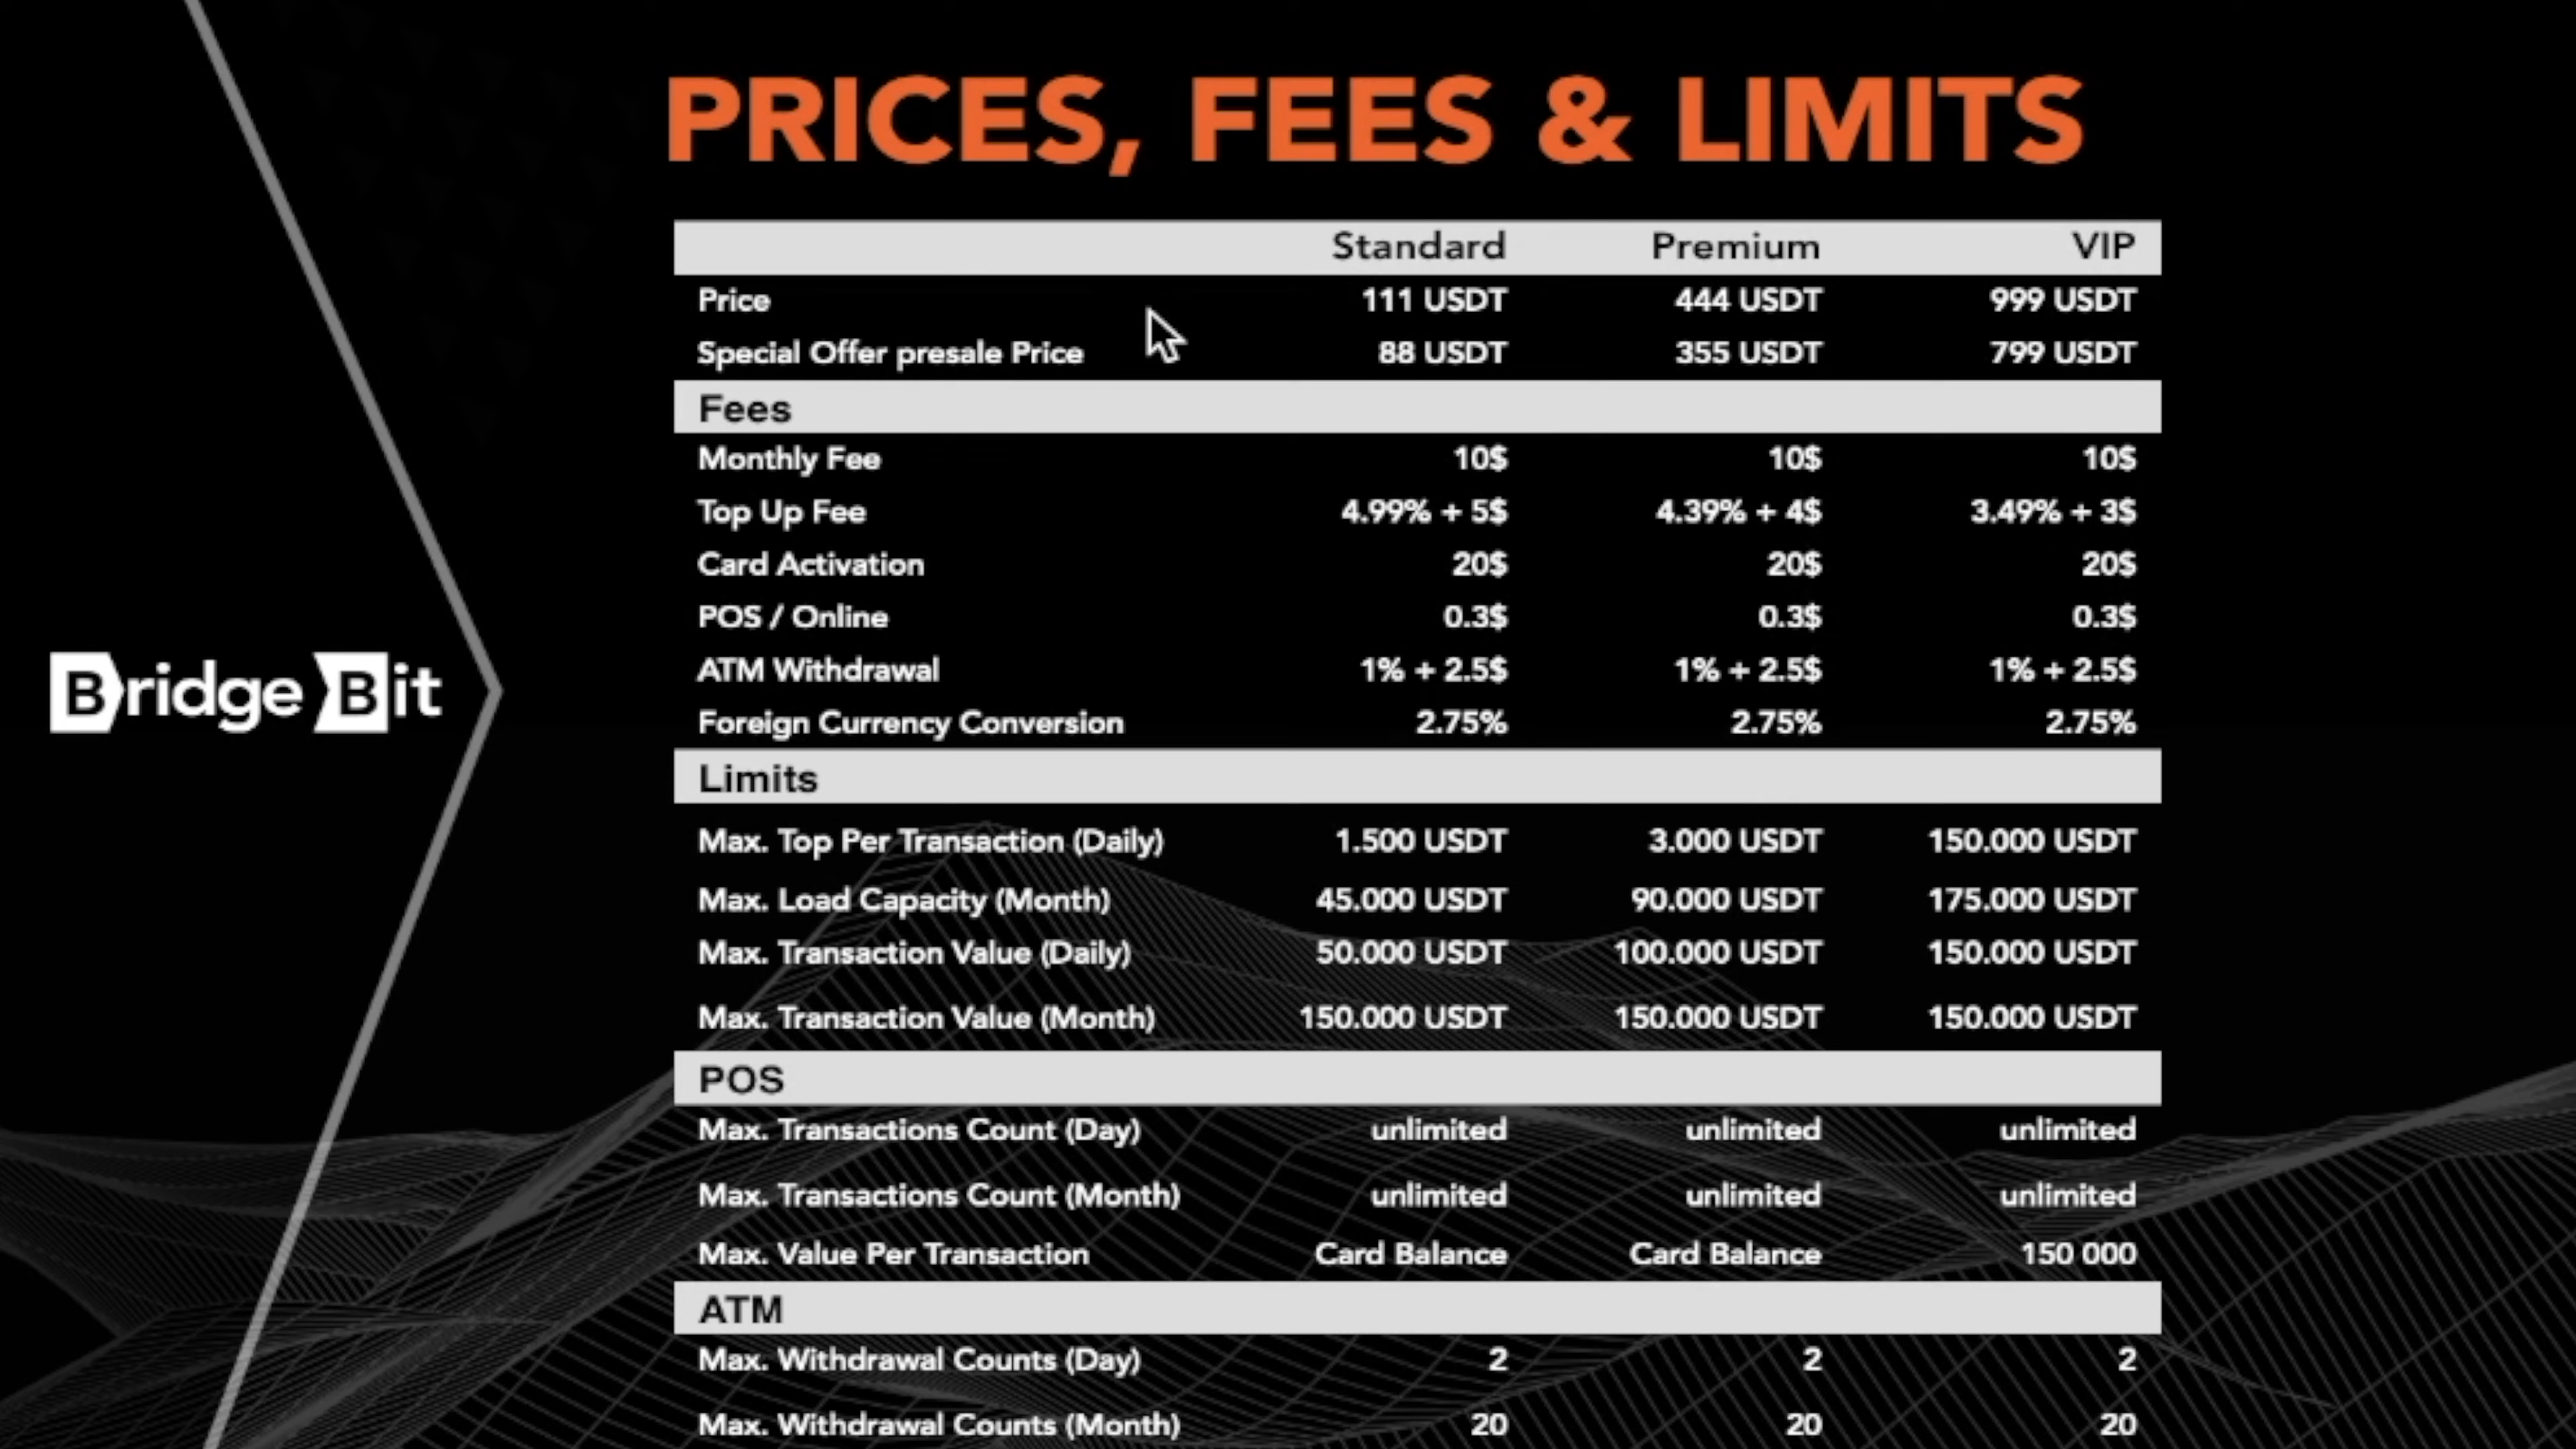 PRICES, FEES & LIMITS
Standard Premium VIP
Price 111 USDT 444 USDT 999 USDT
Special Offer presale Price 88 USDT 355 USDT 799 USDT
Fees
Monthly Fee 10$ 10$ 10$
Top Up Fee 4.99% + 5$ 4.39% + 4$ 3.49% + 3$
Card Activation 20$ 20$ 20$
POS / Online 0.3$ 0.3$ 0.3$
ATM Withdrawal 1% + 2.5$ 1% + 2.5$ 1% + 2.5$
Foreign Currency Conversion 2.75% 2.75% 2.75%
Bridge Bit
Limits
Max. Top Per Transaction (Daily) 1.500 USDT 3.000 USDT 150.000 USDT
Max. Load Capacity (Month) 45.000 USDT 90.000 USDT 175.000 USDT
Max. Transaction Value (Daily) 50.000 USDT 100.000 USDT 150.000 USDT
Max. Transaction Value (Month) 150.000 USDT 150.000 USDT 150.000 USDT
POS
Max. Transactions Count (Day) unlimited unlimited unlimited
Max. Transactions Count (Month) unlimited unlimited unlimited
Max. Value Per Transaction Card Balance Card Balance 150 000
ATM
Max. Withdrawal Counts (Day) 2 2 2
Max. Withdrawal Counts (Month) 20 20 20